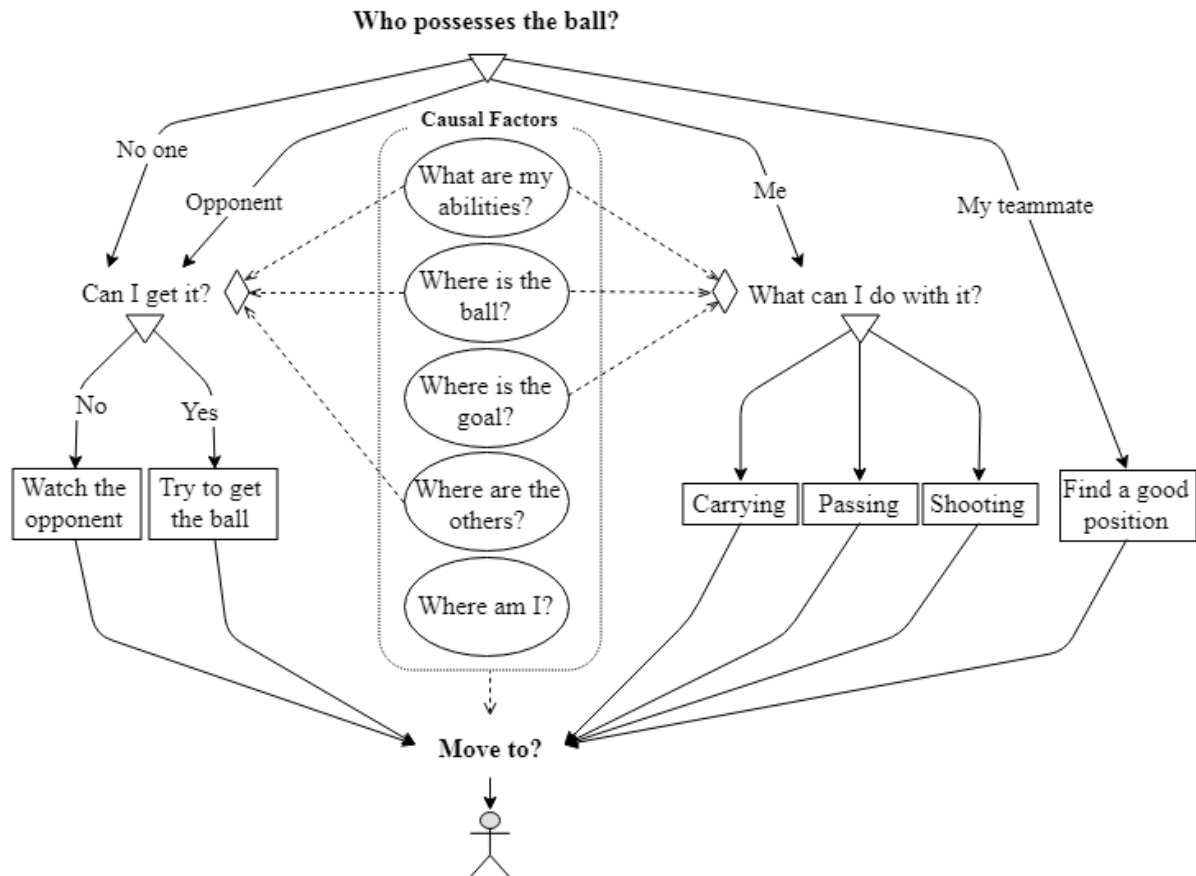 Who possesses the ball?
Causal Factors
No one
Opponent
Me
My teammate
What are my
abilities?
Where is the
ball?
Where is the
goal?
Where are the
others?
Where am I?
Can I get it?
What can I do with it?
No
Yes
Watch the
opponent
Try to get
the ball
Carrying
Passing
Shooting
Find a good
position
Move to?